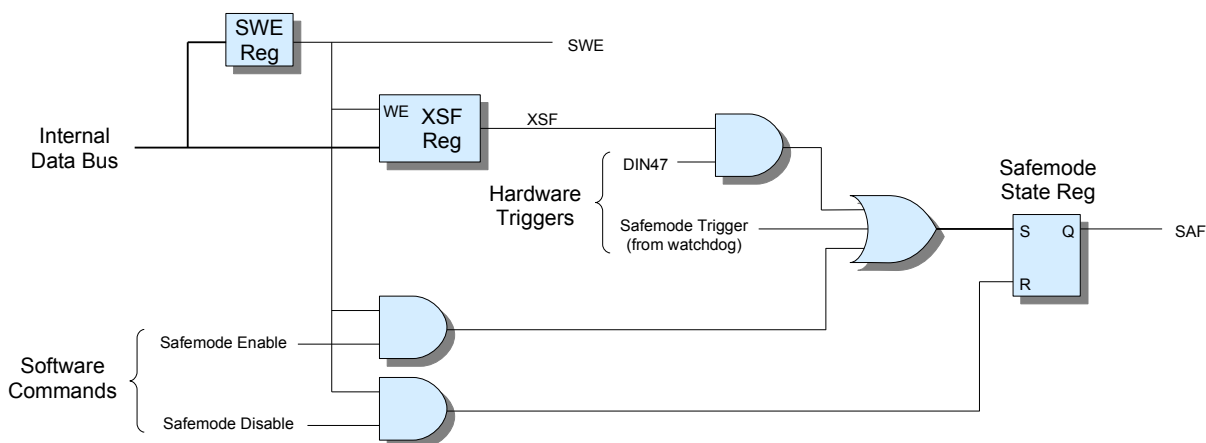 SWE
Reg
SWE
WE
XSF
Reg
XSF
Internal
Data Bus
DIN47
Hardware
Triggers
Safemode Trigger
(from watchdog)
Safemode
State Reg
S
Q
SAF
R
Safemode Enable
Software
Commands
Safemode Disable